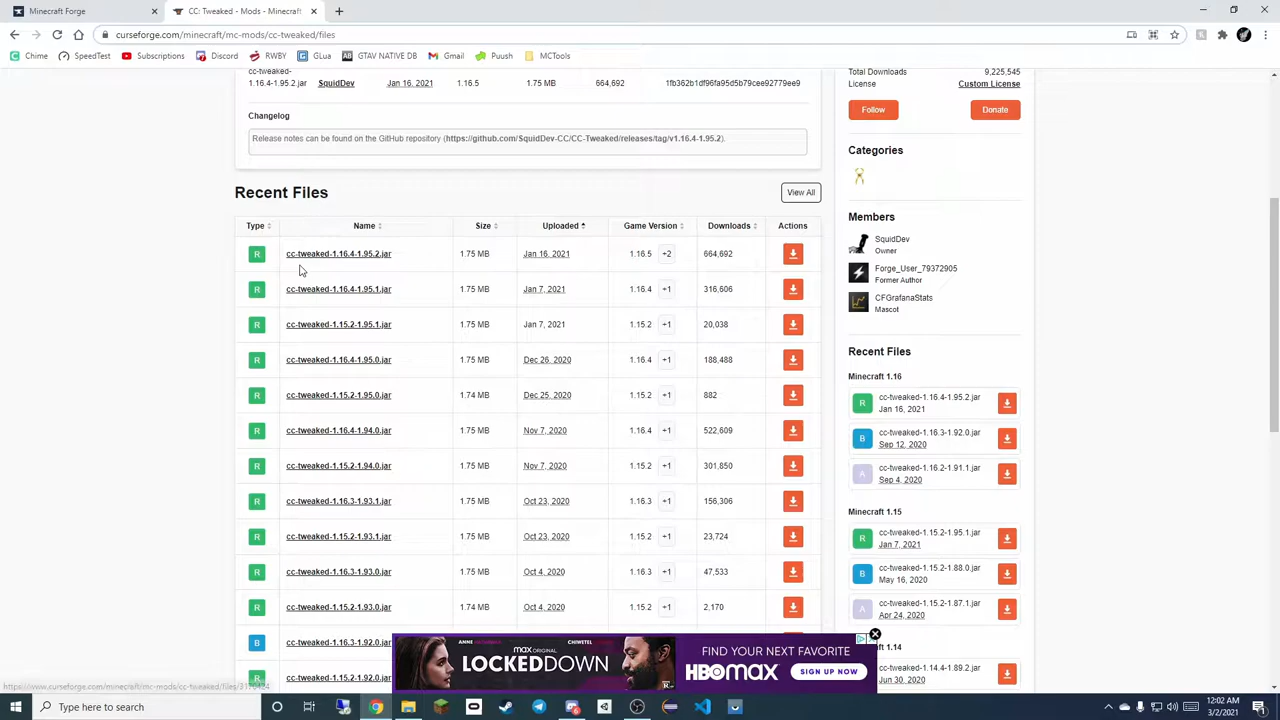 Minecraft Forge
CC: Tweaked - Files - Minecraft M
curseforge.com/minecraft/mc-mods/cc-tweaked/files
Chime
SpeedTest
Subscriptions
Discord
RWBY
GLua
GTAV NATIVE DB
Gmail
Puush
MCTools
cc-tweaked-
1.16.4-1.95.2.jar SquidDev Jan 16, 2021 1.16.5 1.75 MB 664,692 1fb362b1df96fa95d5b79cee92779ee9
Changelog
Release notes can be found on the GitHub repository (https://github.com/SquidDev-CC/CC-Tweaked/releases/tag/v1.16.4-1.95.2).
Recent Files
View All
Type Name Size Uploaded Game Version Downloads Actions
R cc-tweaked-1.16.4-1.95.2.jar 1.75 MB Jan 16, 2021 1.16.5 +2 664,692
R cc-tweaked-1.16.4-1.95.1.jar 1.75 MB Jan 7, 2021 1.16.4 +1 316,606
R cc-tweaked-1.15.2-1.95.1.jar 1.75 MB Jan 7, 2021 1.15.2 +1 20,038
R cc-tweaked-1.16.4-1.95.0.jar 1.75 MB Dec 26, 2020 1.16.4 +1 188,488
R cc-tweaked-1.15.2-1.95.0.jar 1.74 MB Dec 25, 2020 1.15.2 +1 882
R cc-tweaked-1.16.4-1.94.0.jar 1.75 MB Nov 7, 2020 1.16.4 +1 522,609
R cc-tweaked-1.15.2-1.94.0.jar 1.75 MB Nov 7, 2020 1.15.2 +1 301,850
R cc-tweaked-1.16.3-1.93.1.jar 1.75 MB Oct 23, 2020 1.16.3 +1 156,306
R cc-tweaked-1.15.2-1.93.1.jar 1.75 MB Oct 23, 2020 1.15.2 +1 23,724
R cc-tweaked-1.16.3-1.93.0.jar 1.75 MB Oct 4, 2020 1.16.3 +1 47,533
R cc-tweaked-1.15.2-1.93.0.jar 1.74 MB Oct 4, 2020 1.15.2 +1 2,170
B cc-tweaked-1.16.3-1.92.0.jar
R cc-tweaked-1.15.2-1.92.0.jar
Total Downloads 9,225,545
License Custom License
Follow
Donate
Categories
Members
SquidDev
Owner
Forge_User_79372905
Former Author
CFGrafanaStats
Mascot
Recent Files
Minecraft 1.16
R cc-tweaked-1.16.4-1.95.2.jar
Jan 16, 2021
B cc-tweaked-1.16.3-1.92.0.jar
Sep 12, 2020
A cc-tweaked-1.16.2-1.91.1.jar
Sep 4, 2020
Minecraft 1.15
R cc-tweaked-1.15.2-1.95.1.jar
Jan 7, 2021
B cc-tweaked-1.15.2-1.88.0.jar
May 16, 2020
A cc-tweaked-1.15.2-1.87.1.jar
Apr 24, 2020
1.14
R cc-tweaked-1.14.4-1.89.2.jar
Jun 30, 2020
ANNE CHIWETEL
max ORIGINAL
LOCKEDDOWN
R
FIND YOUR NEXT FAVORITE
HBOMAX
SIGN UP NOW
Type here to search
12:02 AM
3/2/2021